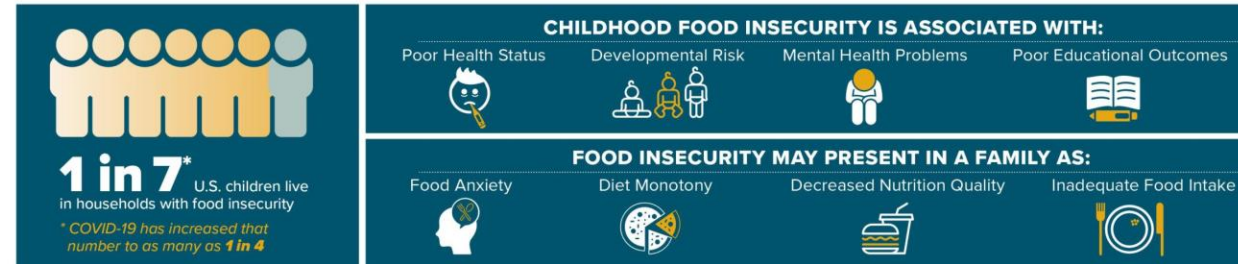 1 in 7* U.S. children live
in households with food insecurity
* COVID-19 has increased that
number to as many as 1 in 4
CHILDHOOD FOOD INSECURITY IS ASSOCIATED WITH:
Poor Health Status
Developmental Risk
Mental Health Problems
Poor Educational Outcomes
FOOD INSECURITY MAY PRESENT IN A FAMILY AS:
Food Anxiety
Diet Monotony
Decreased Nutrition Quality
Inadequate Food Intake